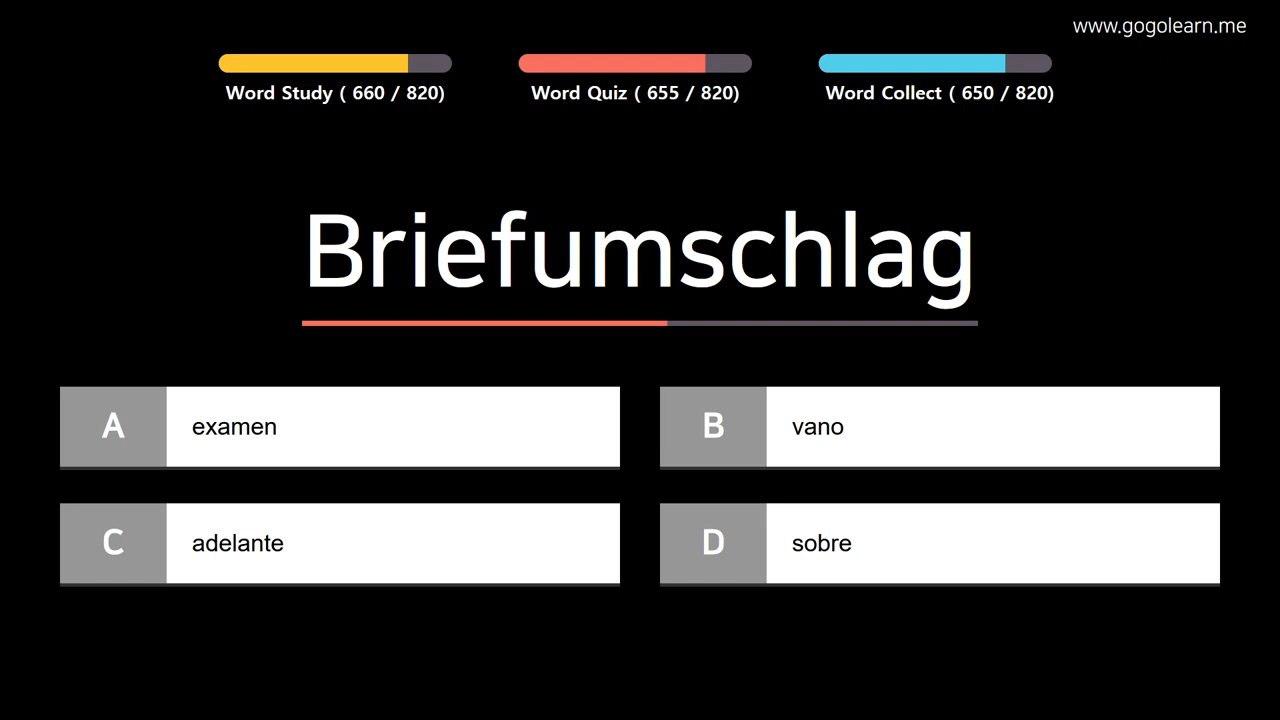 www.gogolearn.me
Word Study ( 660 / 820)
Word Quiz ( 655 / 820)
Word Collect ( 650 / 820)
Briefumschlag
A examen
B vano
C adelante
D sobre